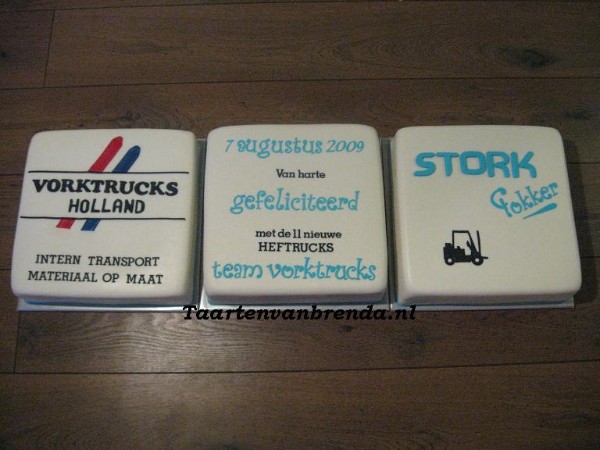 VORKTRUCKS
HOLLAND
INTERN TRANSPORT
MATERIAAL OP MAAT
7 augustus 2009
Van harte
gefeliciteerd
met de 11 nieuwe
HEFTRUCKS
team vorktrucks
STORK
Fokker
Taartenvanbrenda.nl